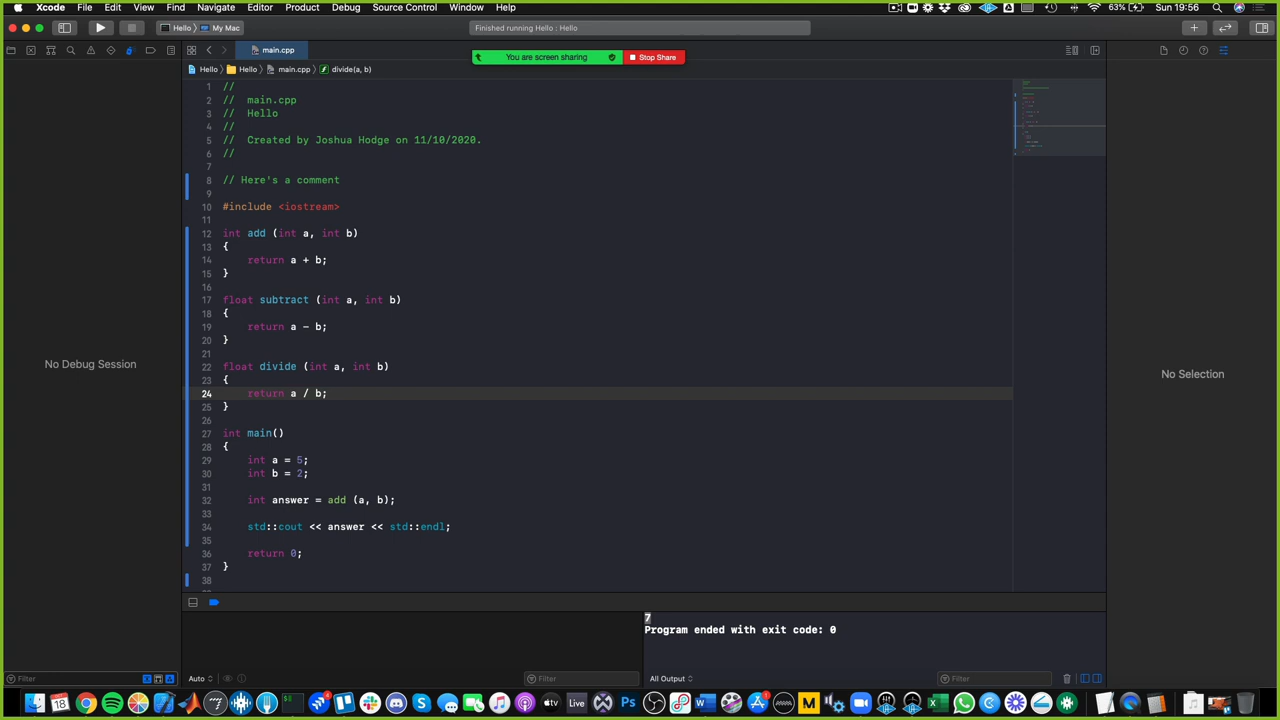 Xcode File Edit View Find Navigate Editor Product Debug Source Control Window Help 63% Sun 19:56
Hello My Mac Finished running Hello : Hello
main.cpp You are screen sharing Stop Share
Hello Hello main.cpp divide(a, b)
1 //
2 // main.cpp
3 // Hello
4 //
5 // Created by Joshua Hodge on 11/10/2020.
6 //
7
8 // Here's a comment
9
10 #include <iostream>
11
12 int add (int a, int b)
13 {
14 return a + b;
15 }
16
17 float subtract (int a, int b)
18 {
19 return a - b;
20 }
21
22 float divide (int a, int b)
23 {
24 return a / b;
25 }
26
27 int main()
28 {
29 int a = 5;
30 int b = 2;
31
32 int answer = add (a, b);
33
34 std::cout << answer << std::endl;
35
36 return 0;
37 }
38
No Debug Session
No Selection
7
Program ended with exit code: 0
Filter Auto Filter All Output Filter